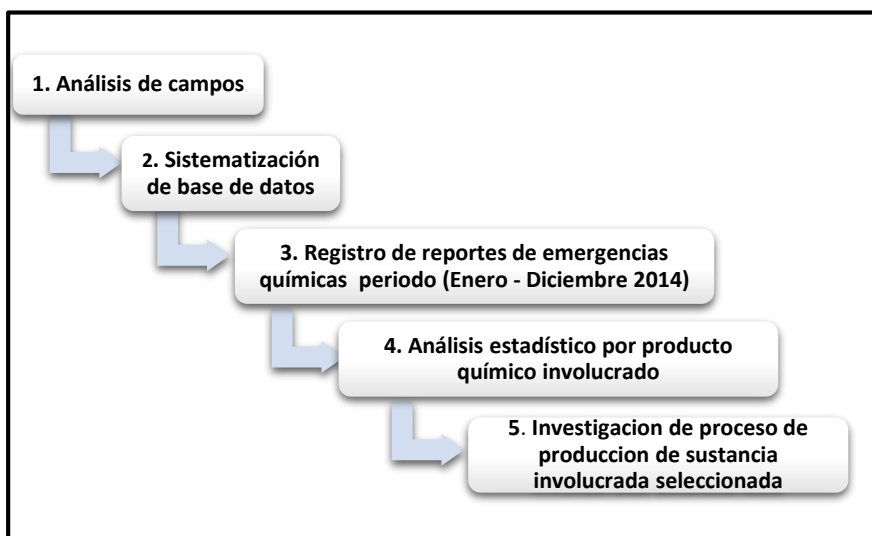 1. Análisis de campos
2. Sistematización
de base de datos
3. Registro de reportes de emergencias
químicas periodo (Enero - Diciembre 2014)
4. Análisis estadístico por producto
químico involucrado
5. Investigacion de proceso de
produccion de sustancia
involucrada seleccionada